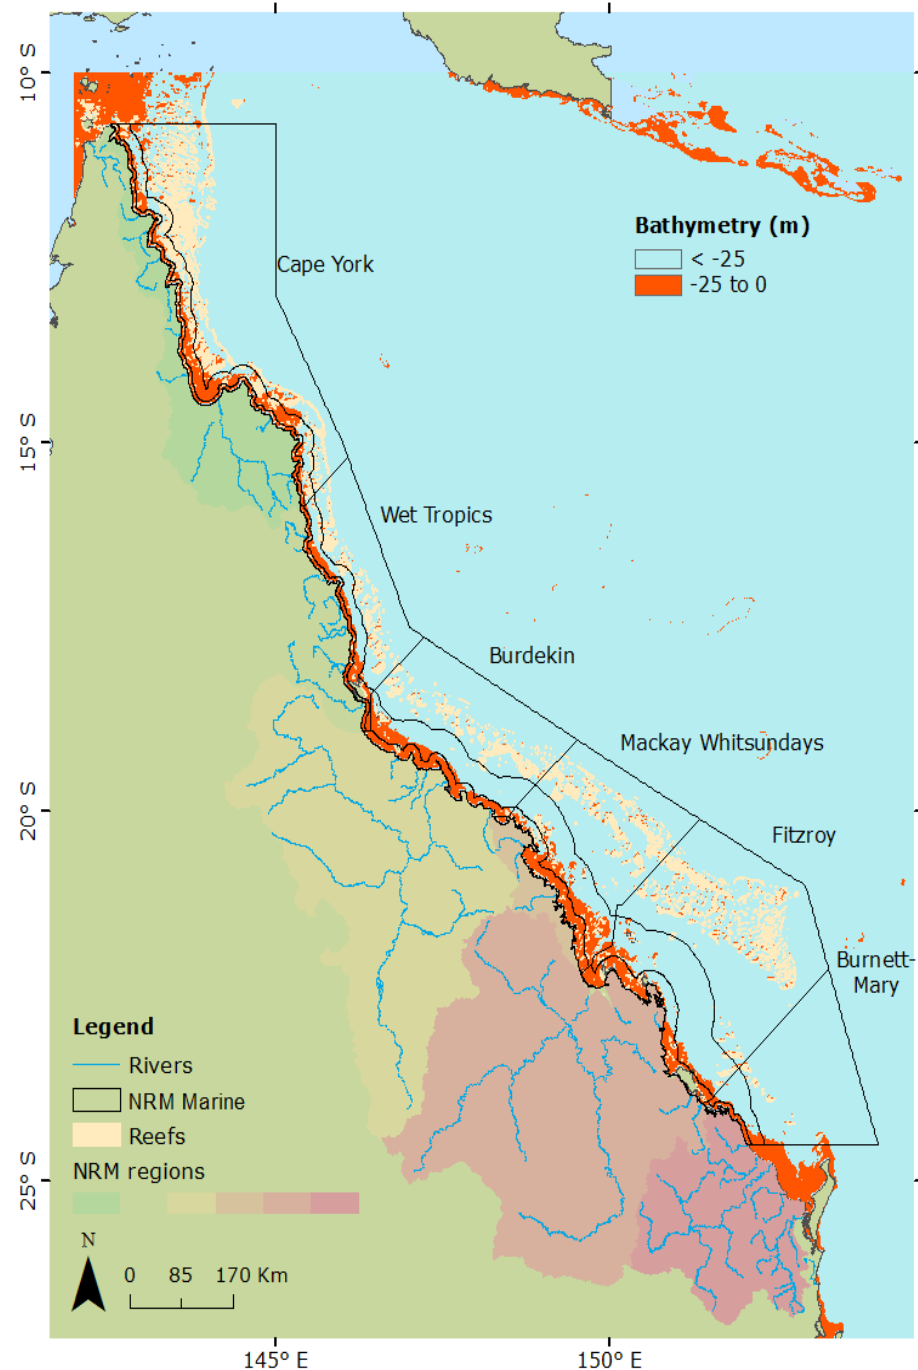 10° S
Bathymetry (m)
< -25
-25 to 0
Cape York
15° S
Wet Tropics
Burdekin
Mackay Whitsundays
20° S
Fitzroy
Burnett-
Mary
Legend
Rivers
NRM Marine
Reefs
25° S
NRM regions
N
0 85 170 Km
145° E 150° E